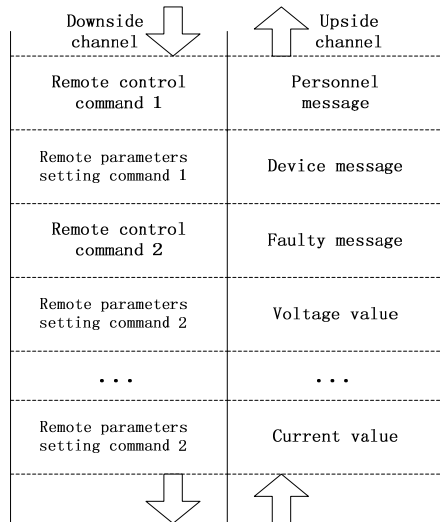 Downside
channel
Upside
channel
Remote control
command 1
Personnel
message
Remote parameters
setting command 1
Device message
Remote control
command 2
Faulty message
Remote parameters
setting command 2
Voltage value
...
...
Remote parameters
setting command 2
Current value